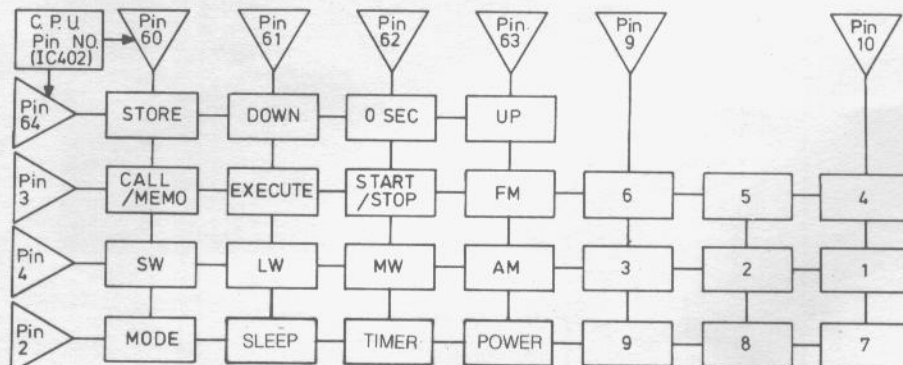 C. P. U.
Pin NO.
(IC402)
Pin
60
Pin
61
Pin
62
Pin
63
Pin
9
Pin
10
Pin
64
STORE
DOWN
0 SEC
UP
Pin
3
CALL
/MEMO
EXECUTE
START
/STOP
FM
6
5
4
Pin
4
SW
LW
MW
AM
3
2
1
Pin
2
MODE
SLEEP
TIMER
POWER
9
8
7